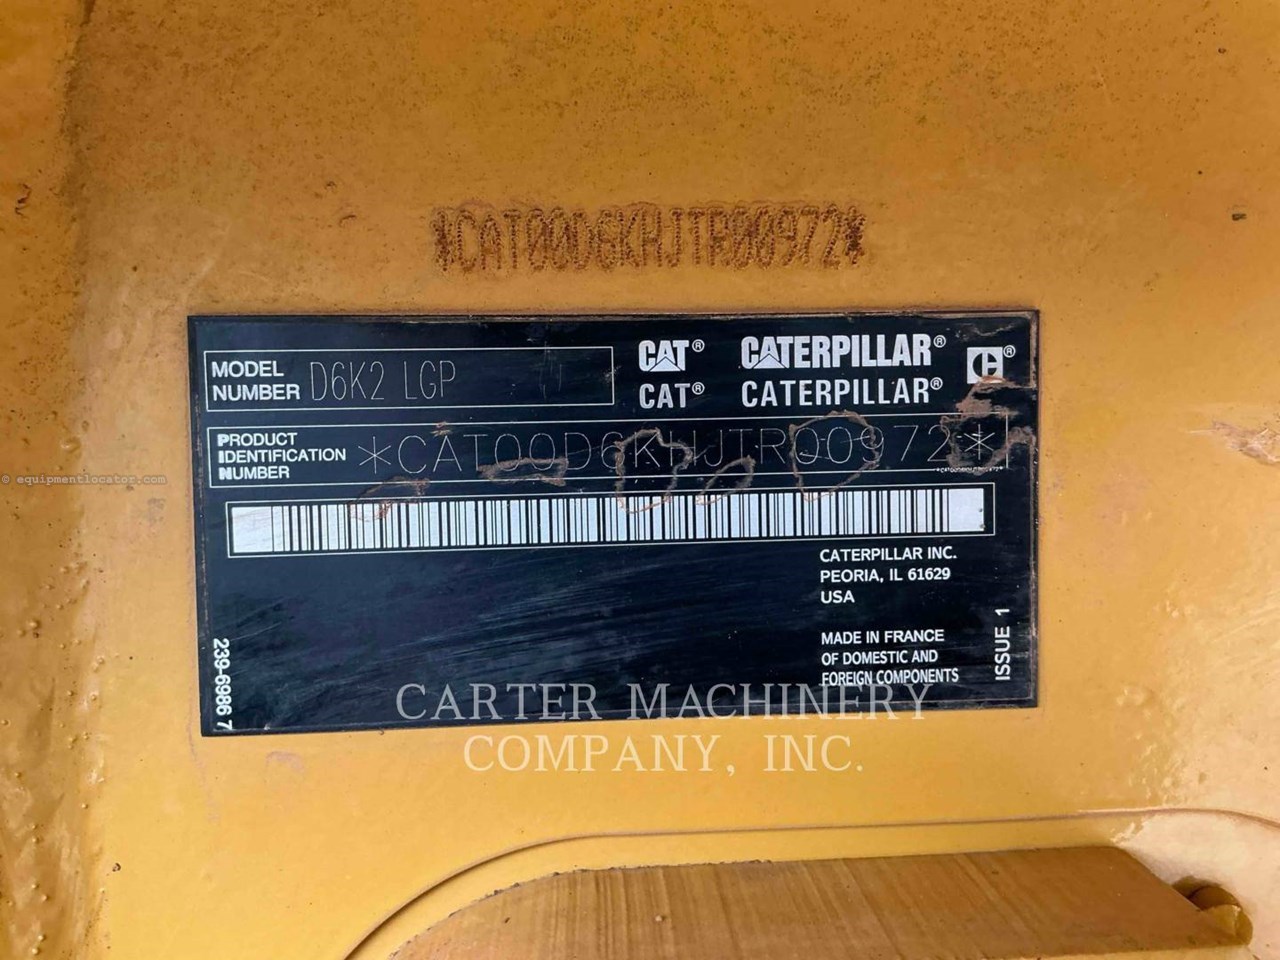 *CAT00D6KHJTR00972*
MODEL NUMBER D6K2 LGP
CAT® CATERPILLAR® C®
CAT® CATERPILLAR®
PRODUCT IDENTIFICATION NUMBER *CAT00D6KHJTR00972*
*CAT00D6KHJTR00972*
© equipmentlocator.com
CATERPILLAR INC.
PEORIA, IL 61629
USA
MADE IN FRANCE
OF DOMESTIC AND
FOREIGN COMPONENTS
ISSUE 1
239-6986 7
CARTER MACHINERY
COMPANY, INC.